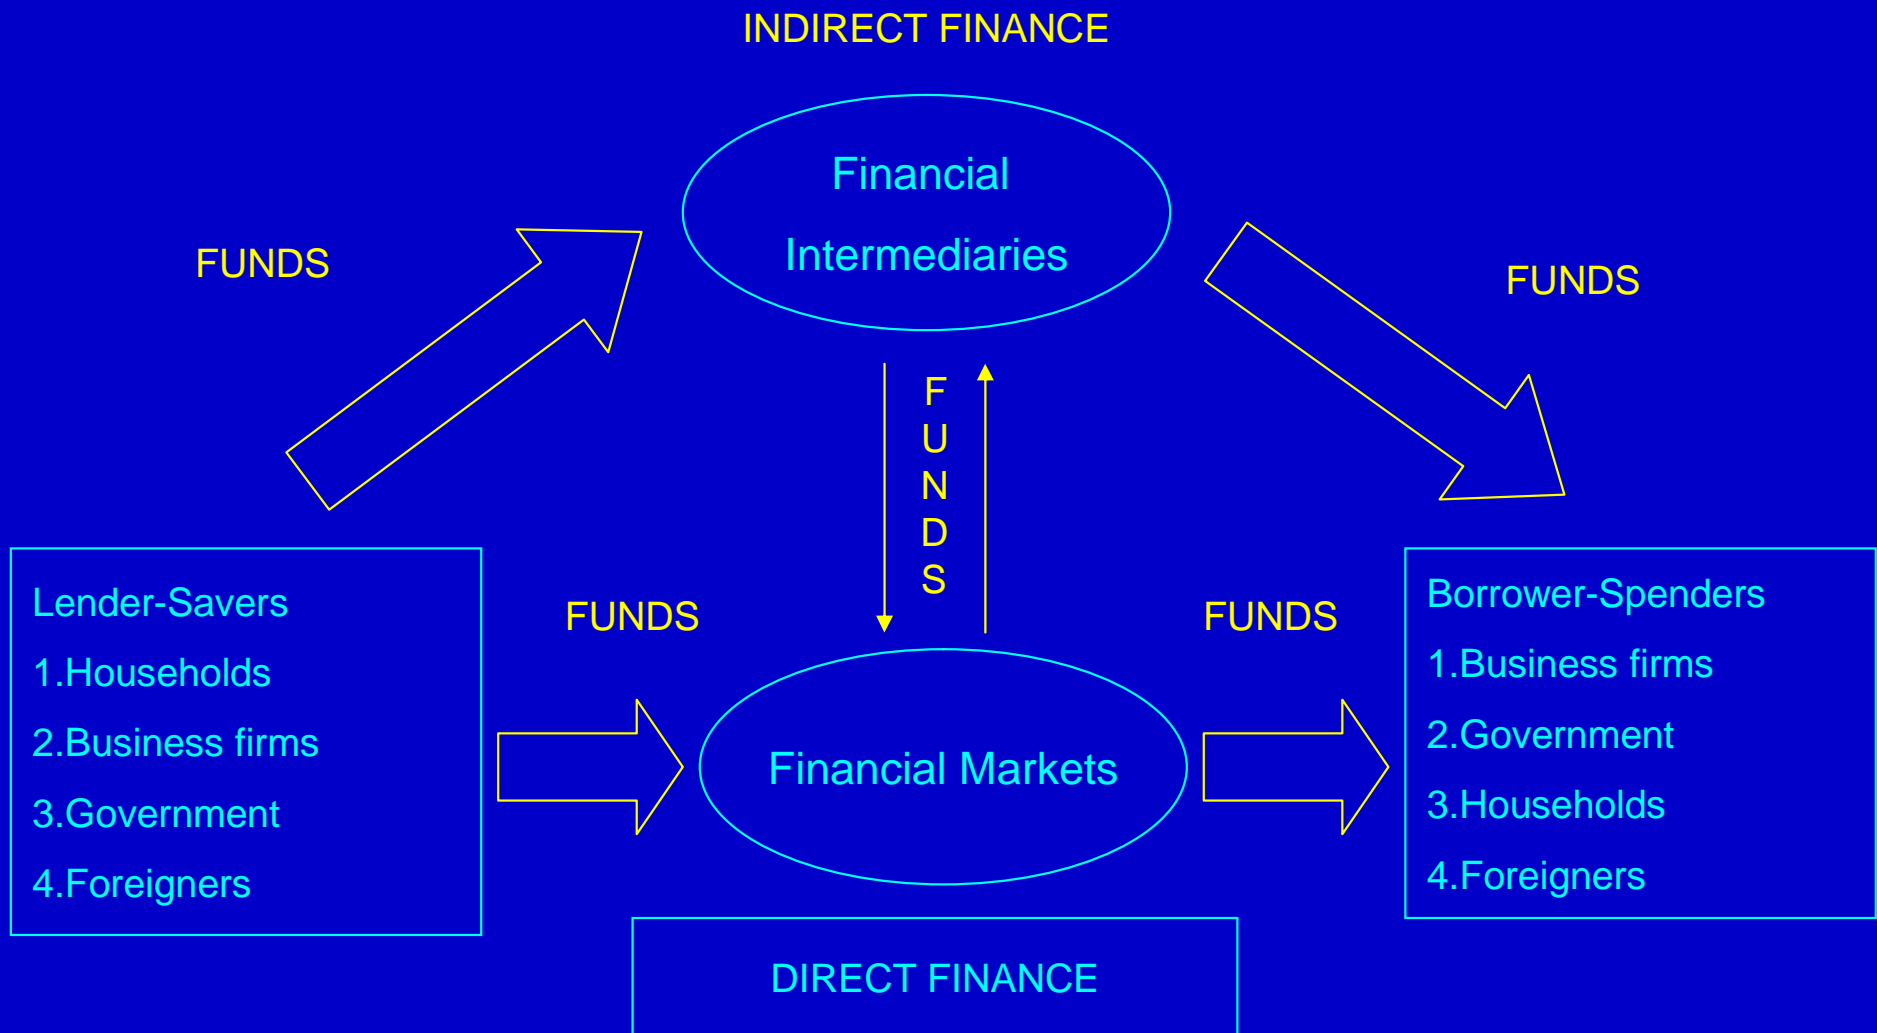 INDIRECT FINANCE
Financial
Intermediaries
FUNDS
FUNDS
F
U
N
D
S
Lender-Savers
1.Households
2.Business firms
3.Government
4.Foreigners
FUNDS
Financial Markets
FUNDS
Borrower-Spenders
1.Business firms
2.Government
3.Households
4.Foreigners
DIRECT FINANCE